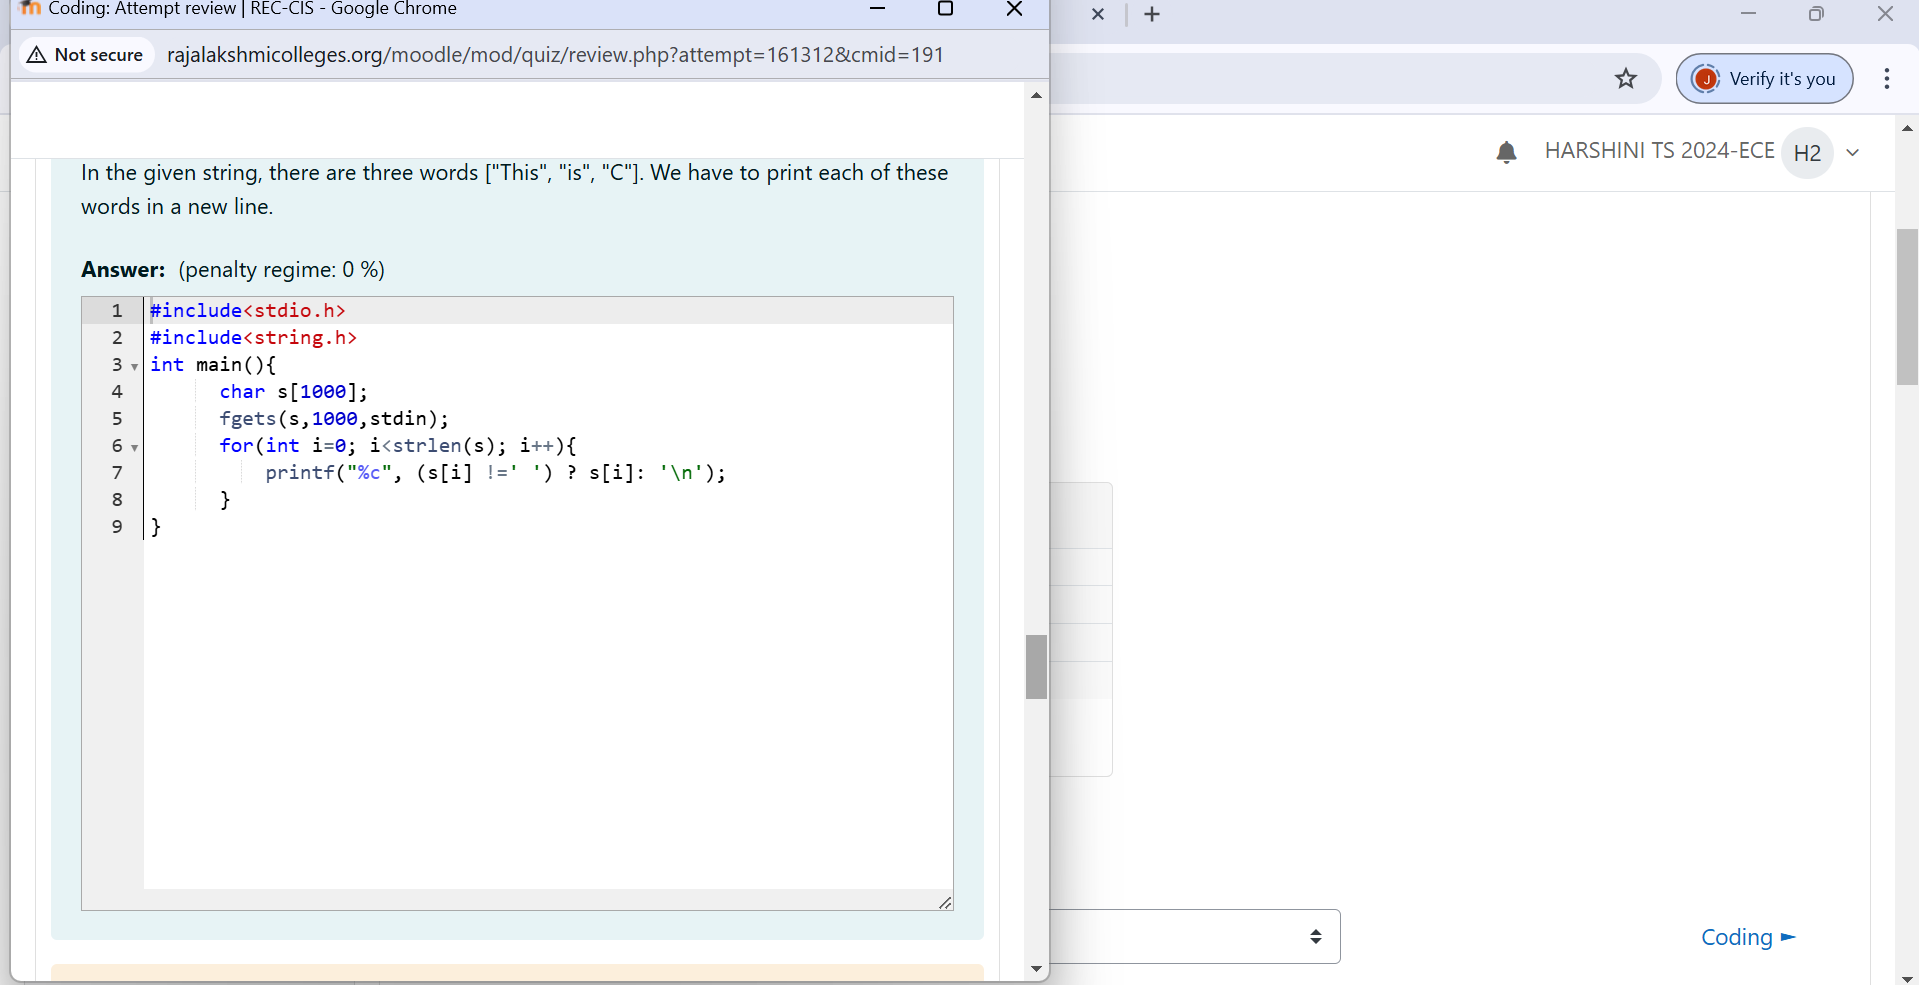 Coding: Attempt review | REC-CIS - Google Chrome
Not secure rajalakshmicolleges.org/moodle/mod/quiz/review.php?attempt=161312&cmid=191
J Verify it's you
HARSHINI TS 2024-ECE H2
In the given string, there are three words ["This", "is", "C"]. We have to print each of these
words in a new line.
Answer: (penalty regime: 0 %)
1 #include<stdio.h>
2 #include<string.h>
3 int main(){
4 char s[1000];
5 fgets(s,1000,stdin);
6 for(int i=0; i<strlen(s); i++){
7 printf("%c", (s[i] !=' ') ? s[i]: '\n');
8 }
9 }
Coding ►